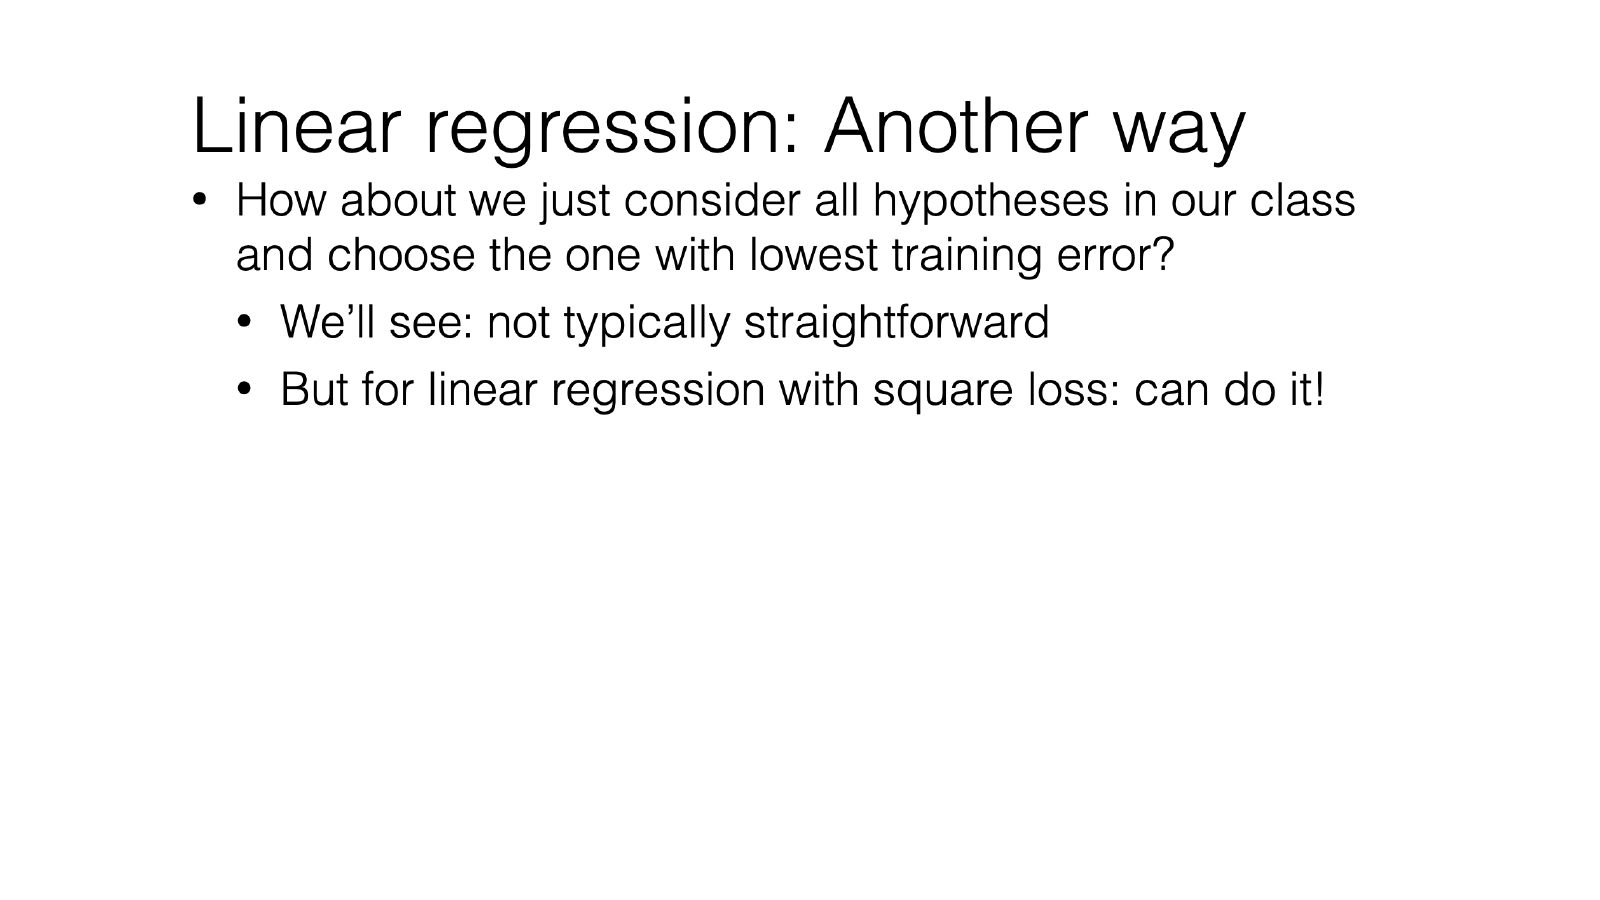 Linear regression: Another way
• How about we just consider all hypotheses in our class
and choose the one with lowest training error?
• We’ll see: not typically straightforward
• But for linear regression with square loss: can do it!